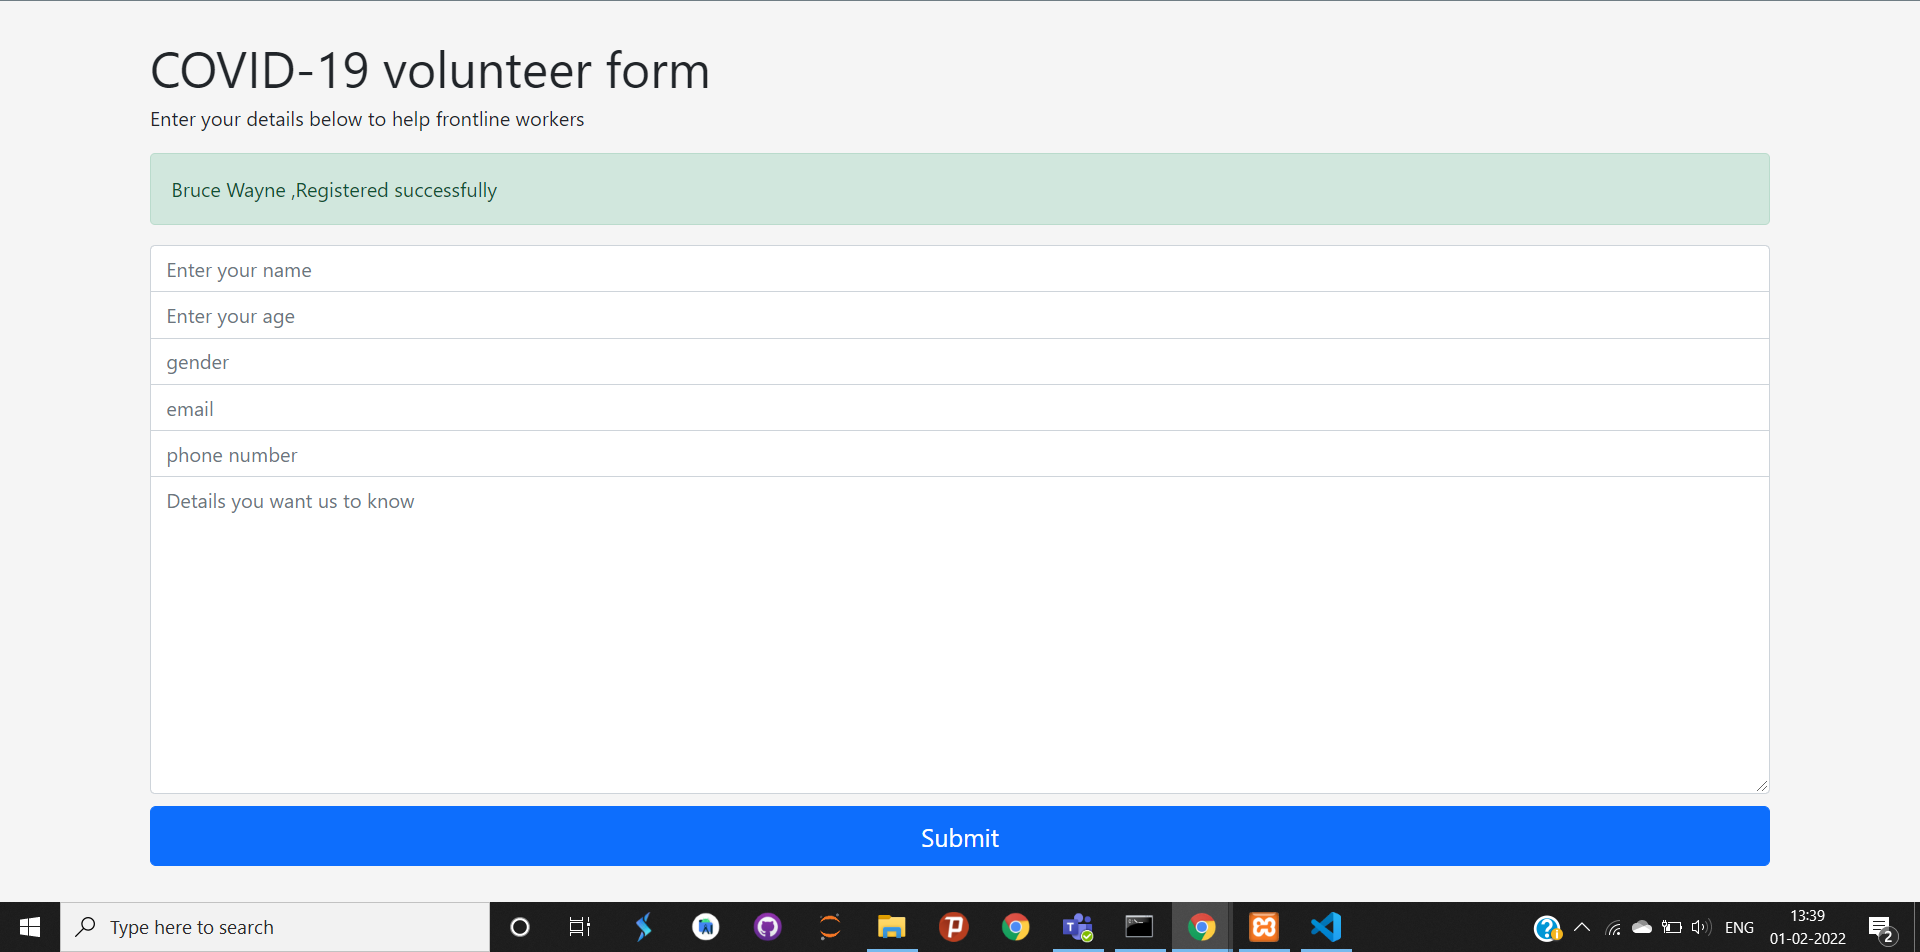 COVID-19 volunteer form
Enter your details below to help frontline workers
Bruce Wayne ,Registered successfully
Enter your name
Enter your age
gender
email
phone number
Details you want us to know
Submit
Type here to search
ENG
13:39
01-02-2022
2